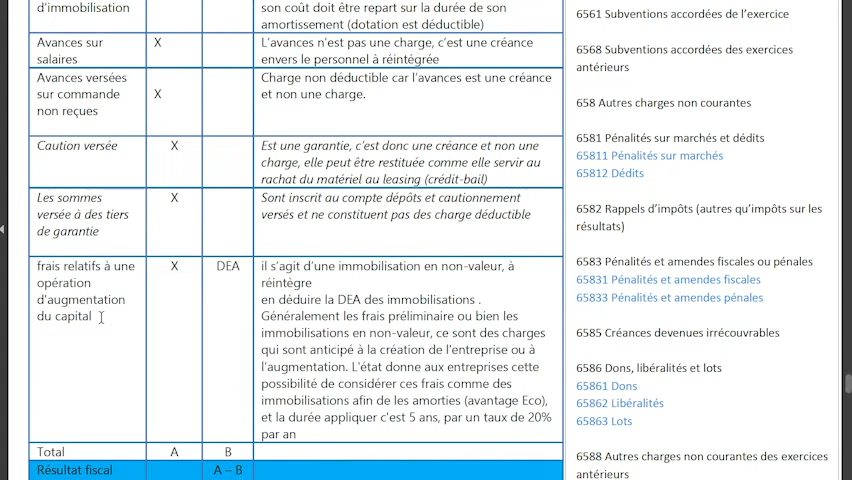 d'immobilisation
son coût doit être repart sur la durée de son
amortissement (dotation est déductible)
Avances sur
salaires
X
L'avances n'est pas une charge, c'est une créance
envers le personnel à réintégrée
Avances versées
sur commande
non reçues
X
Charge non déductible car l'avances est une créance
et non une charge.
Caution versée
X
Est une garantie, c'est donc une créance et non une
charge, elle peut être restituée comme elle servir au
rachat du matériel au leasing (crédit-bail)
Les sommes
versée à des tiers
de garantie
X
Sont inscrit au compte dépôts et cautionnement
versés et ne constituent pas des charge déductible
frais relatifs à une
opération
d'augmentation
du capital
X
DEA
il s'agit d'une immobilisation en non-valeur, à
réintègre
en déduire la DEA des immobilisations .
Généralement les frais préliminaire ou bien les
immobilisations en non-valeur, ce sont des charges
qui sont anticipé à la création de l'entreprise ou à
l'augmentation. L'état donne aux entreprises cette
possibilité de considérer ces frais comme des
immobilisations afin de les amorties (avantage Eco),
et la durée appliquer c'est 5 ans, par un taux de 20%
par an
Total
A
B
Résultat fiscal
A – B
6561 Subventions accordées de l'exercice
6568 Subventions accordées des exercices
antérieurs
658 Autres charges non courantes
6581 Pénalités sur marchés et dédits
65811 Pénalités sur marchés
65812 Dédits
6582 Rappels d'impôts (autres qu'impôts sur les
résultats)
6583 Pénalités et amendes fiscales ou pénales
65831 Pénalités et amendes fiscales
65833 Pénalités et amendes pénales
6585 Créances devenues irrécouvrables
6586 Dons, libéralités et lots
65861 Dons
65862 Libéralités
65863 Lots
6588 Autres charges non courantes des exercices
antérieurs